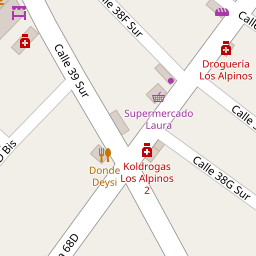 Calle 38F Sur
Calle 39 Sur
Droguería
Los Alpinos
Supermercado
Laura
Calle 38G Sur
Donde
Deysi
Koldrogas
Los Alpinos
2
Bis
68D